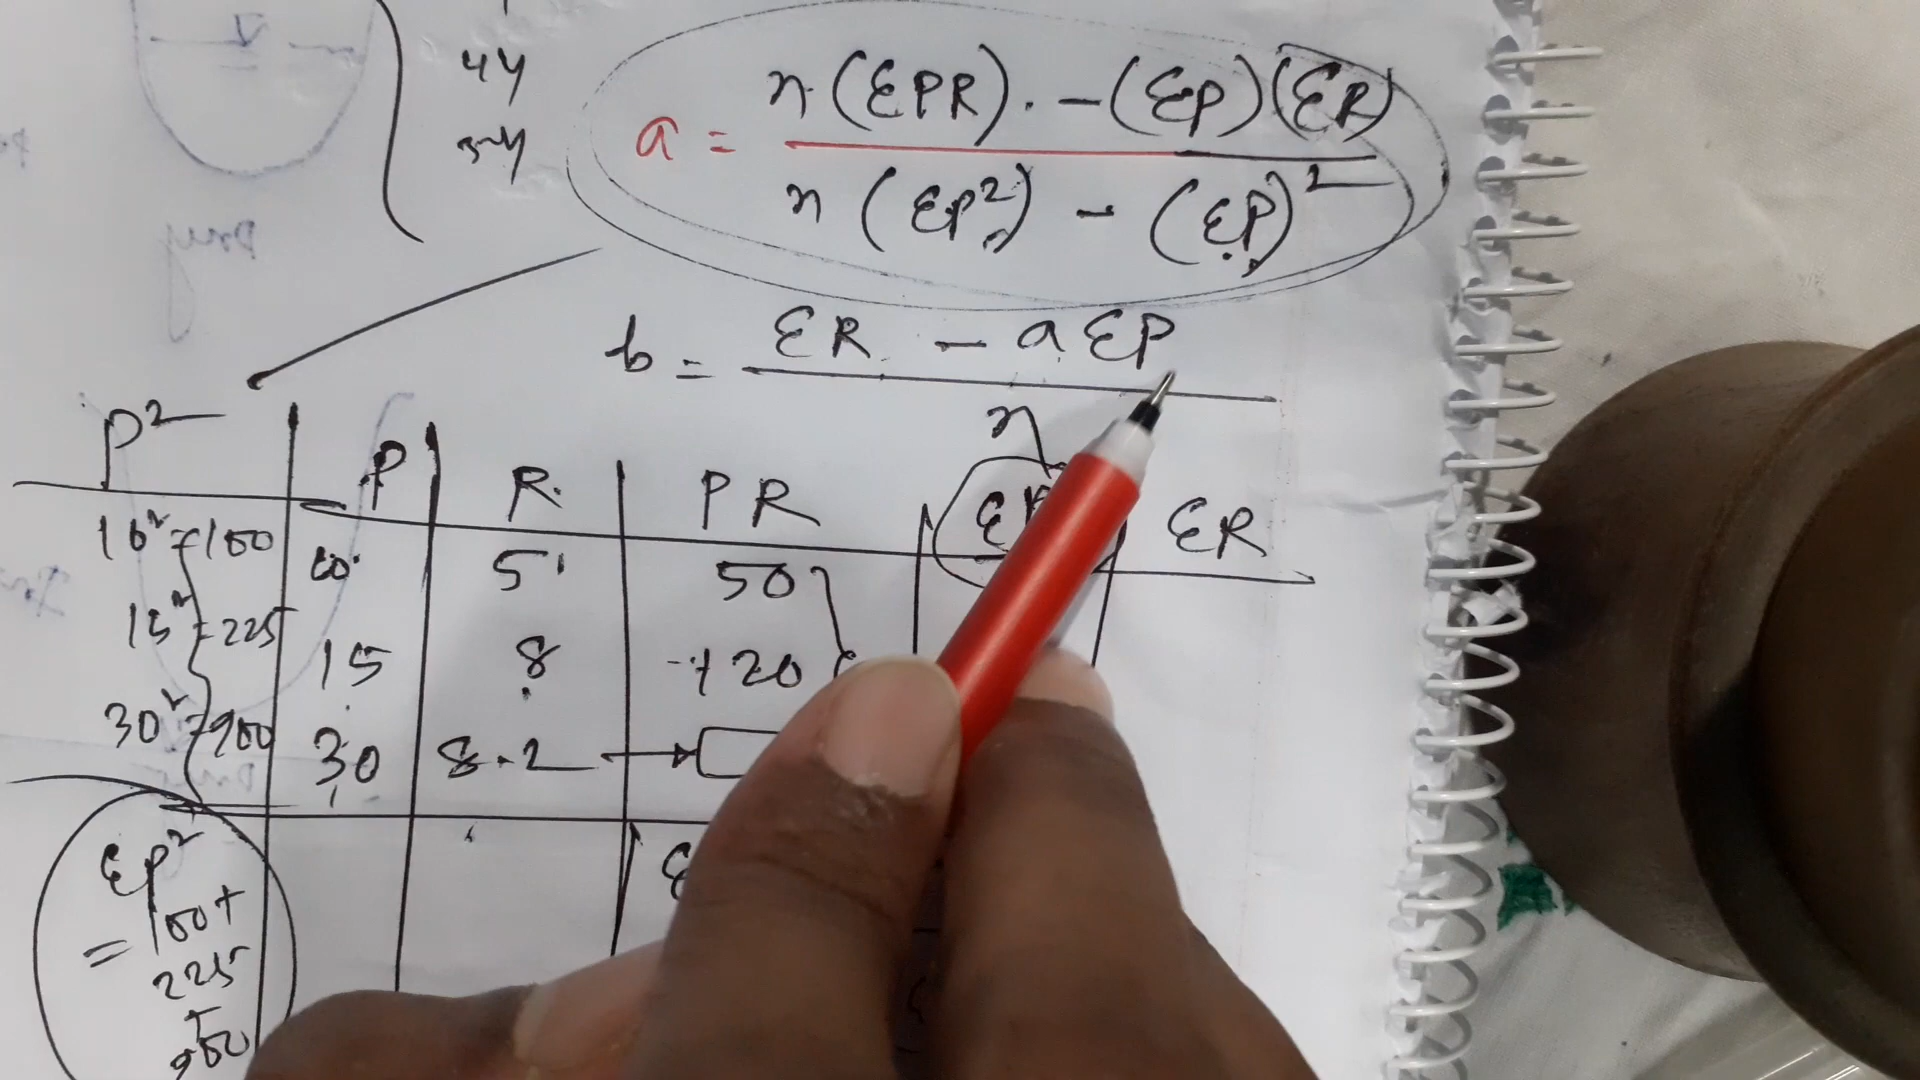 4y
a = n(ΣPR). - (ΣP)(ΣR)
n(ΣP²) - (ΣP)²
b = ΣR - aΣP
n
P² P R. PR ΣR
10² = 100 10 5 50
15² = 225 15 8 120
30² = 900 30 8.2
ΣP²
= 100+
225
+
900